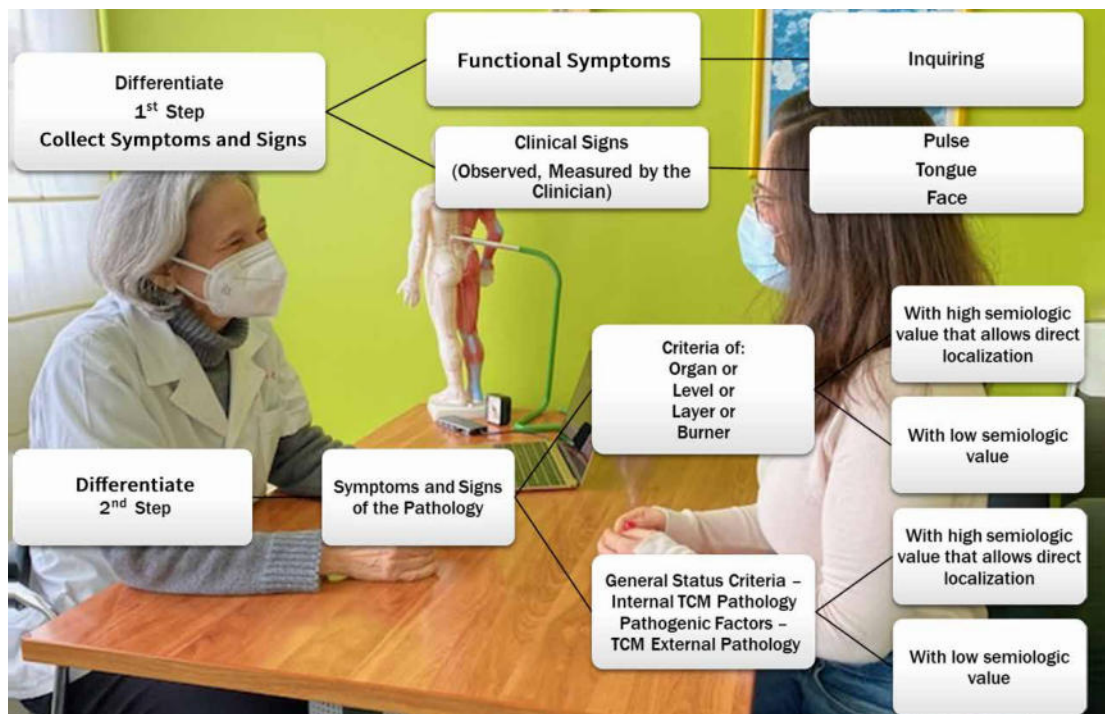 Differentiate
1st Step
Collect Symptoms and Signs
Functional Symptoms
Inquiring
Clinical Signs
(Observed, Measured by the
Clinician)
Pulse
Tongue
Face
Differentiate
2nd Step
Symptoms and Signs
of the Pathology
Criteria of:
Organ or
Level or
Layer or
Burner
With high semiologic
value that allows direct
localization
With low semiologic
value
General Status Criteria –
Internal TCM Pathology
Pathogenic Factors –
TCM External Pathology
With high semiologic
value that allows direct
localization
With low semiologic
value